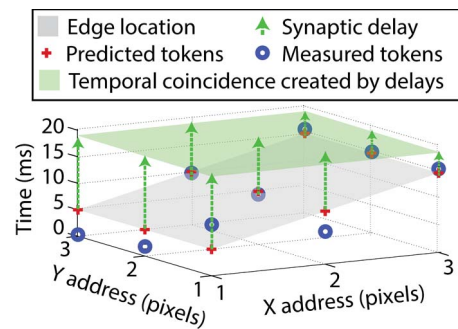 Edge location
Synaptic delay
Predicted tokens
Measured tokens
Temporal coincidence created by delays
20
15
10
5
0
Time (ms)
3
2
1
Y address (pixels)
1
2
3
X address (pixels)